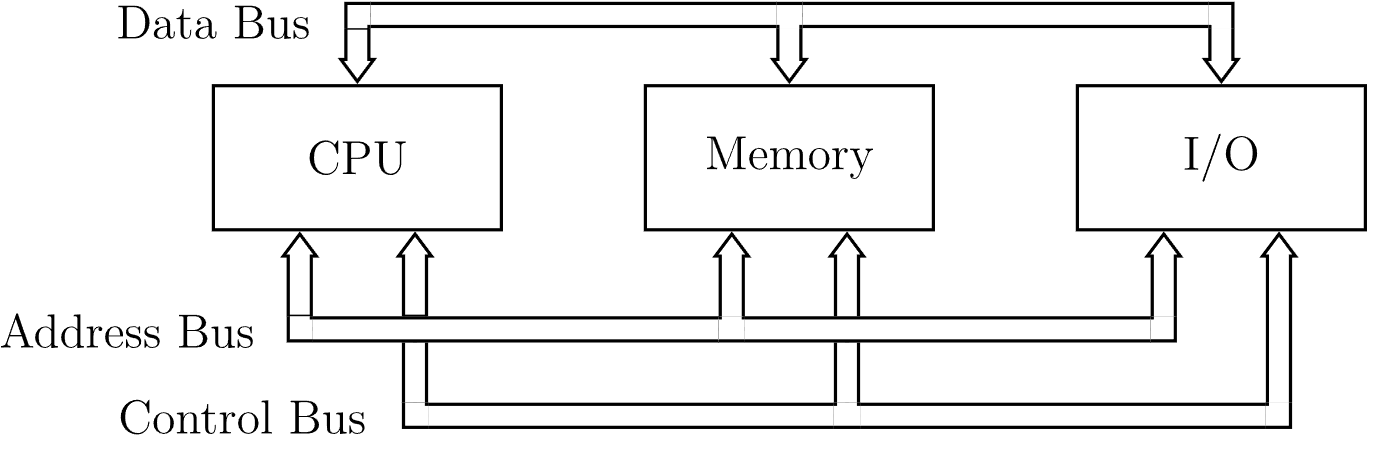 Data Bus
CPU
Memory
I/O
Address Bus
Control Bus